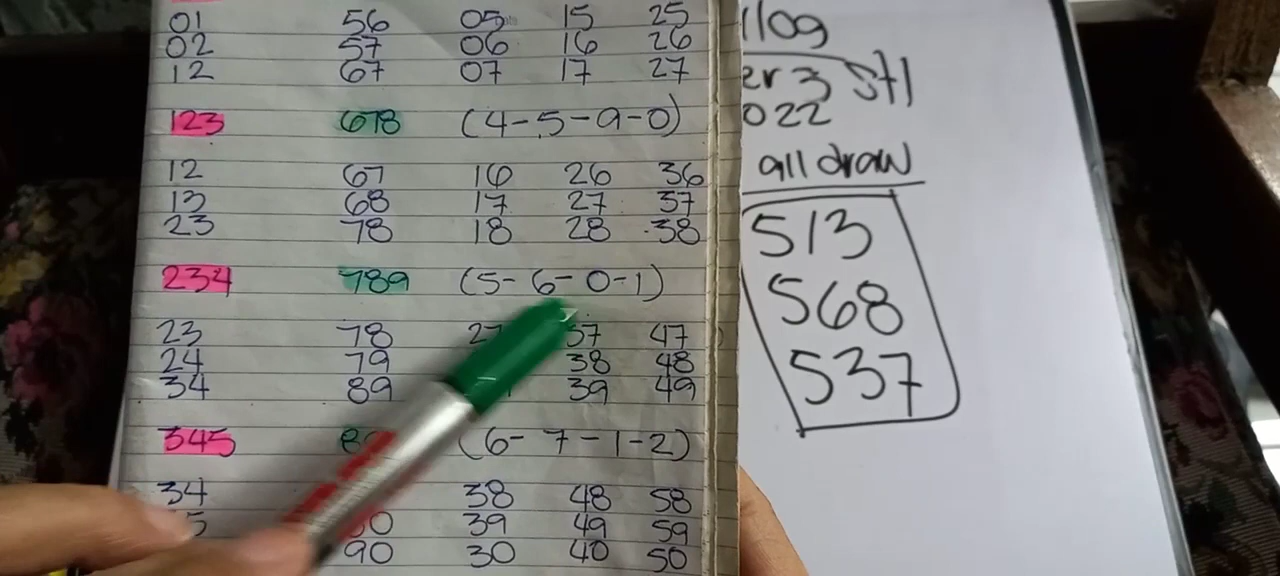 01 56 05 15 25
02 57 06 16 26
12 67 07 17 27
123 678 (4-5-9-0)
12 67 16 26 36
13 68 17 27 37
23 78 18 28 38
234 789 (5-6-0-1)
23 78 37 47
24 79 38 48
34 89 39 49
345 (6-7-1-2)
34 38 48 58
39 49 59
90 30 40 50
022
all draw
513
568
537